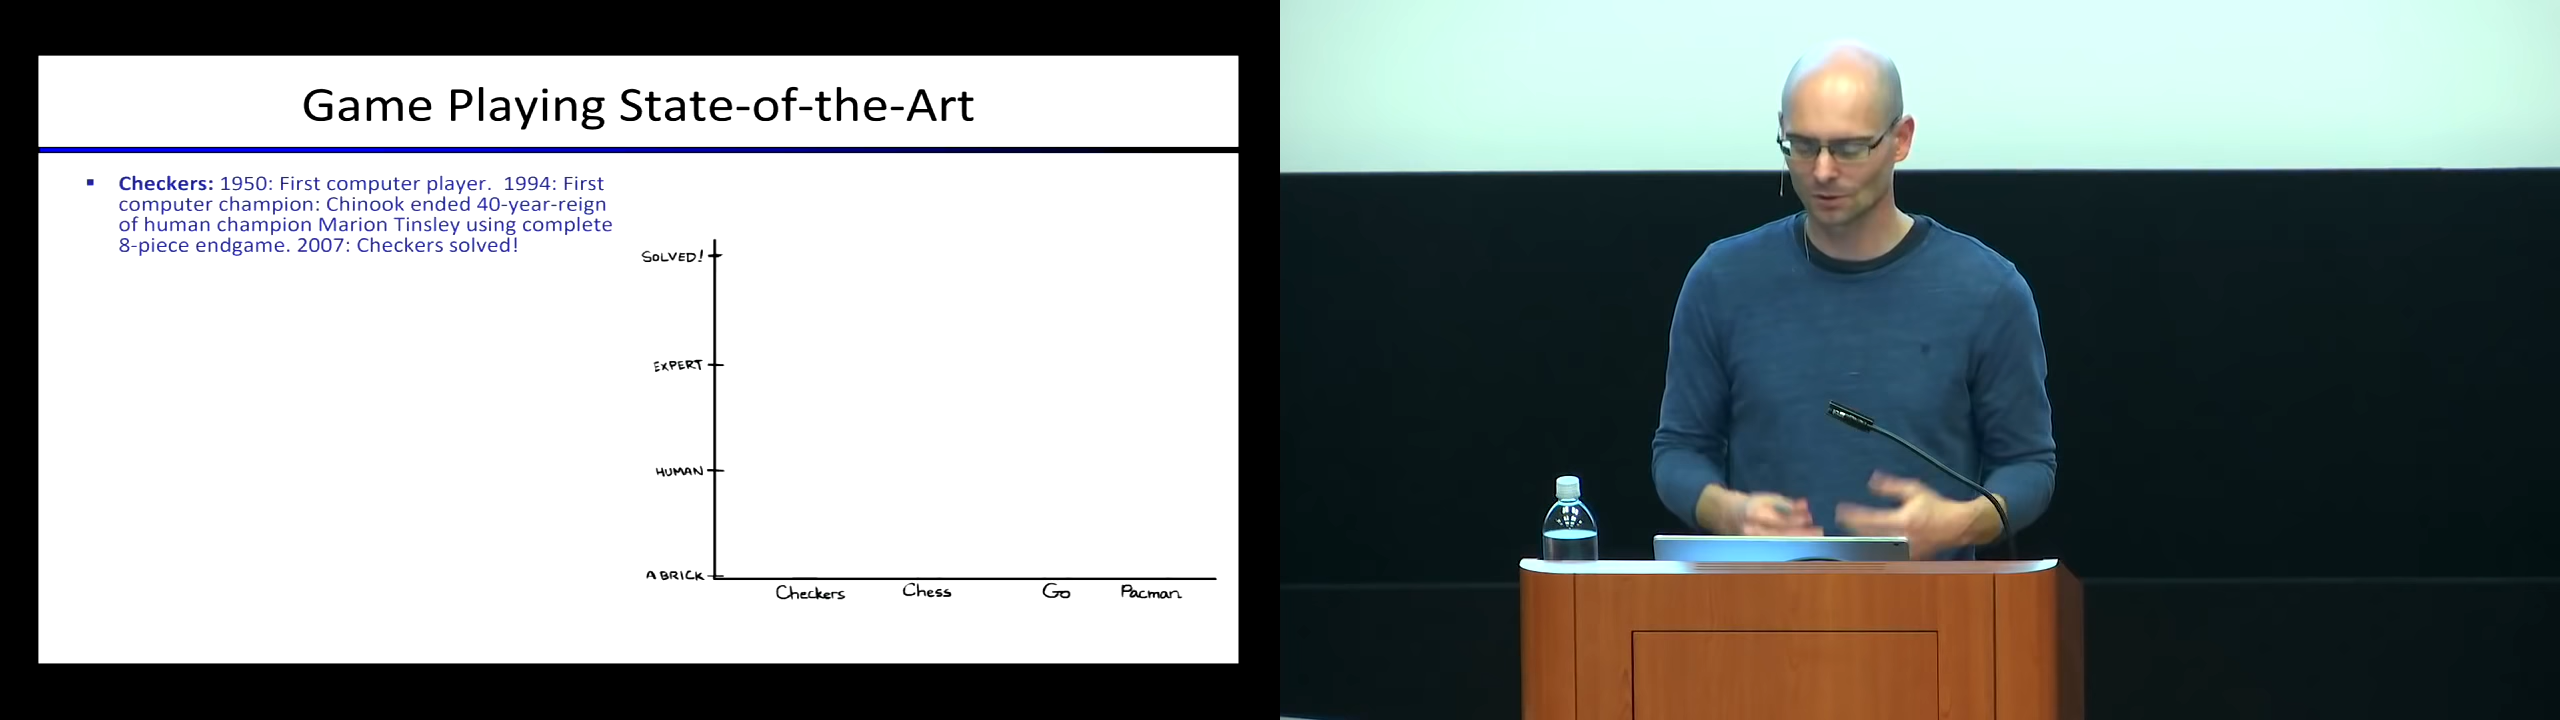 Game Playing State-of-the-Art
▪ Checkers: 1950: First computer player.  1994: First
computer champion: Chinook ended 40-year-reign
of human champion Marion Tinsley using complete
8-piece endgame. 2007: Checkers solved!
SOLVED!
EXPERT
HUMAN
A BRICK
Checkers Chess Go Pacman